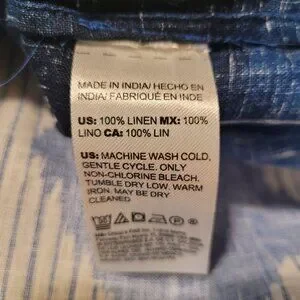 MADE IN INDIA/ HECHO EN
INDIA/ FABRIQUÉ EN INDE
US: 100% LINEN MX: 100%
LINO CA: 100% LIN
US: MACHINE WASH COLD,
GENTLE CYCLE. ONLY
NON-CHLORINE BLEACH.
TUMBLE DRY LOW. WARM
IRON. MAY BE DRY
CLEANED